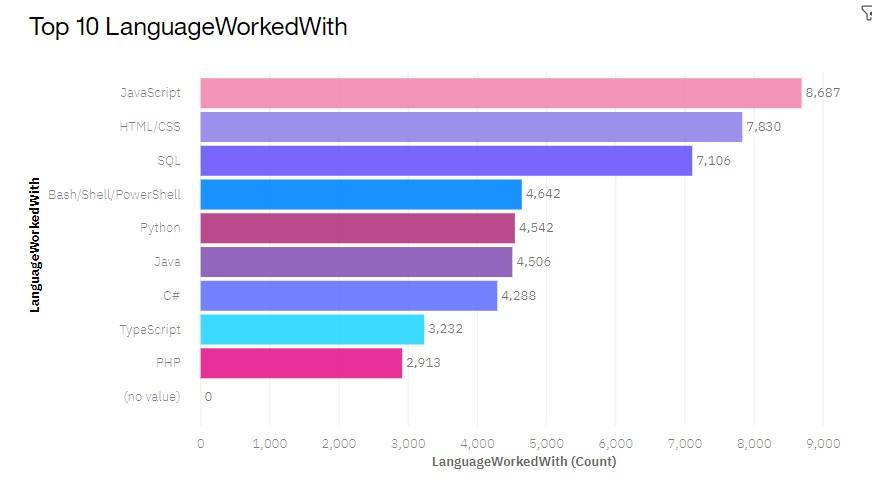 Top 10 LanguageWorkedWith
LanguageWorkedWith
JavaScript 8,687
HTML/CSS 7,830
SQL 7,106
Bash/Shell/PowerShell 4,642
Python 4,542
Java 4,506
C# 4,288
TypeScript 3,232
PHP 2,913
(no value) 0
0 1,000 2,000 3,000 4,000 5,000 6,000 7,000 8,000 9,000
LanguageWorkedWith (Count)